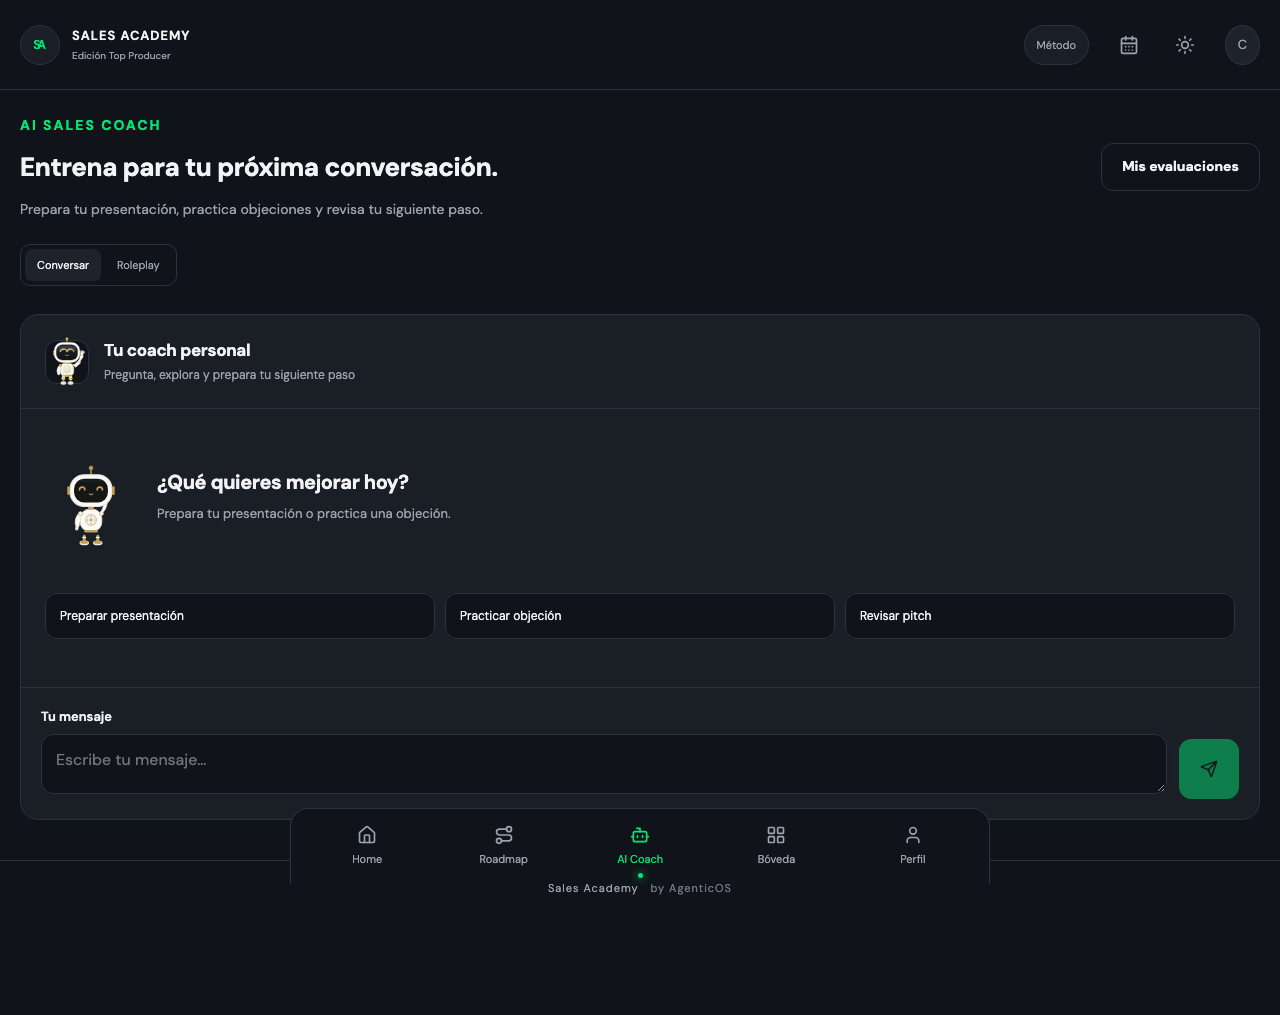 SA
SALES ACADEMY
Edición Top Producer
Método
C
AI SALES COACH
Entrena para tu próxima conversación.
Mis evaluaciones
Prepara tu presentación, practica objeciones y revisa tu siguiente paso.
Conversar
Roleplay
Tu coach personal
Pregunta, explora y prepara tu siguiente paso
¿Qué quieres mejorar hoy?
Prepara tu presentación o practica una objeción.
Preparar presentación
Practicar objeción
Revisar pitch
Tu mensaje
Escribe tu mensaje...
Home
Roadmap
AI Coach
Bóveda
Perfil
Sales Academy by AgenticOS